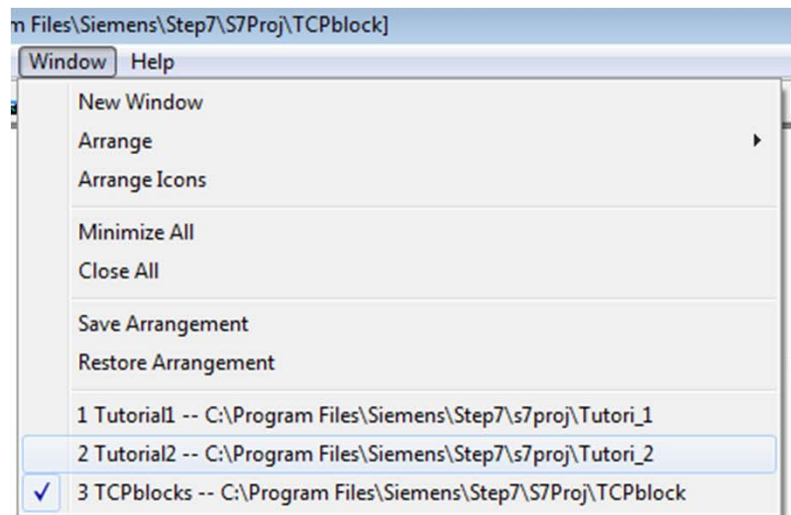 m Files\Siemens\Step7\S7Proj\TCPblock]
Window Help
New Window
Arrange
Arrange Icons
Minimize All
Close All
Save Arrangement
Restore Arrangement
1 Tutorial1 -- C:\Program Files\Siemens\Step7\s7proj\Tutori_1
2 Tutorial2 -- C:\Program Files\Siemens\Step7\s7proj\Tutori_2
3 TCPblocks -- C:\Program Files\Siemens\Step7\S7Proj\TCPblock